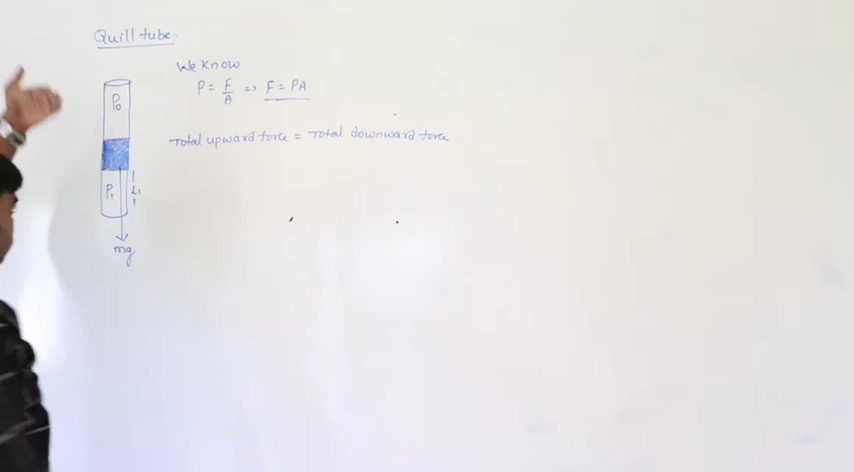 Quill tube
We know
P = F/A => F = PA
P0
Total upward force = Total downward force
P1
L1
mg